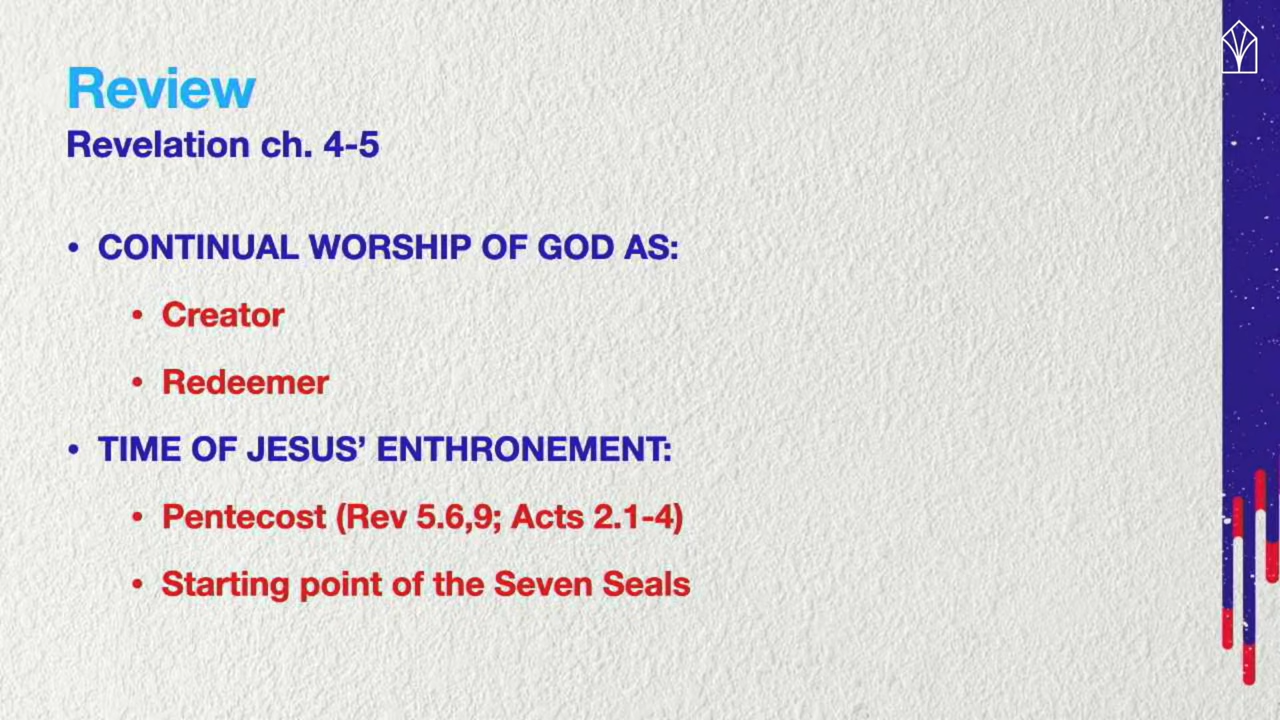 Review
Revelation ch. 4-5
• CONTINUAL WORSHIP OF GOD AS:
• Creator
• Redeemer
• TIME OF JESUS’ ENTHRONEMENT:
• Pentecost (Rev 5.6,9; Acts 2.1-4)
• Starting point of the Seven Seals